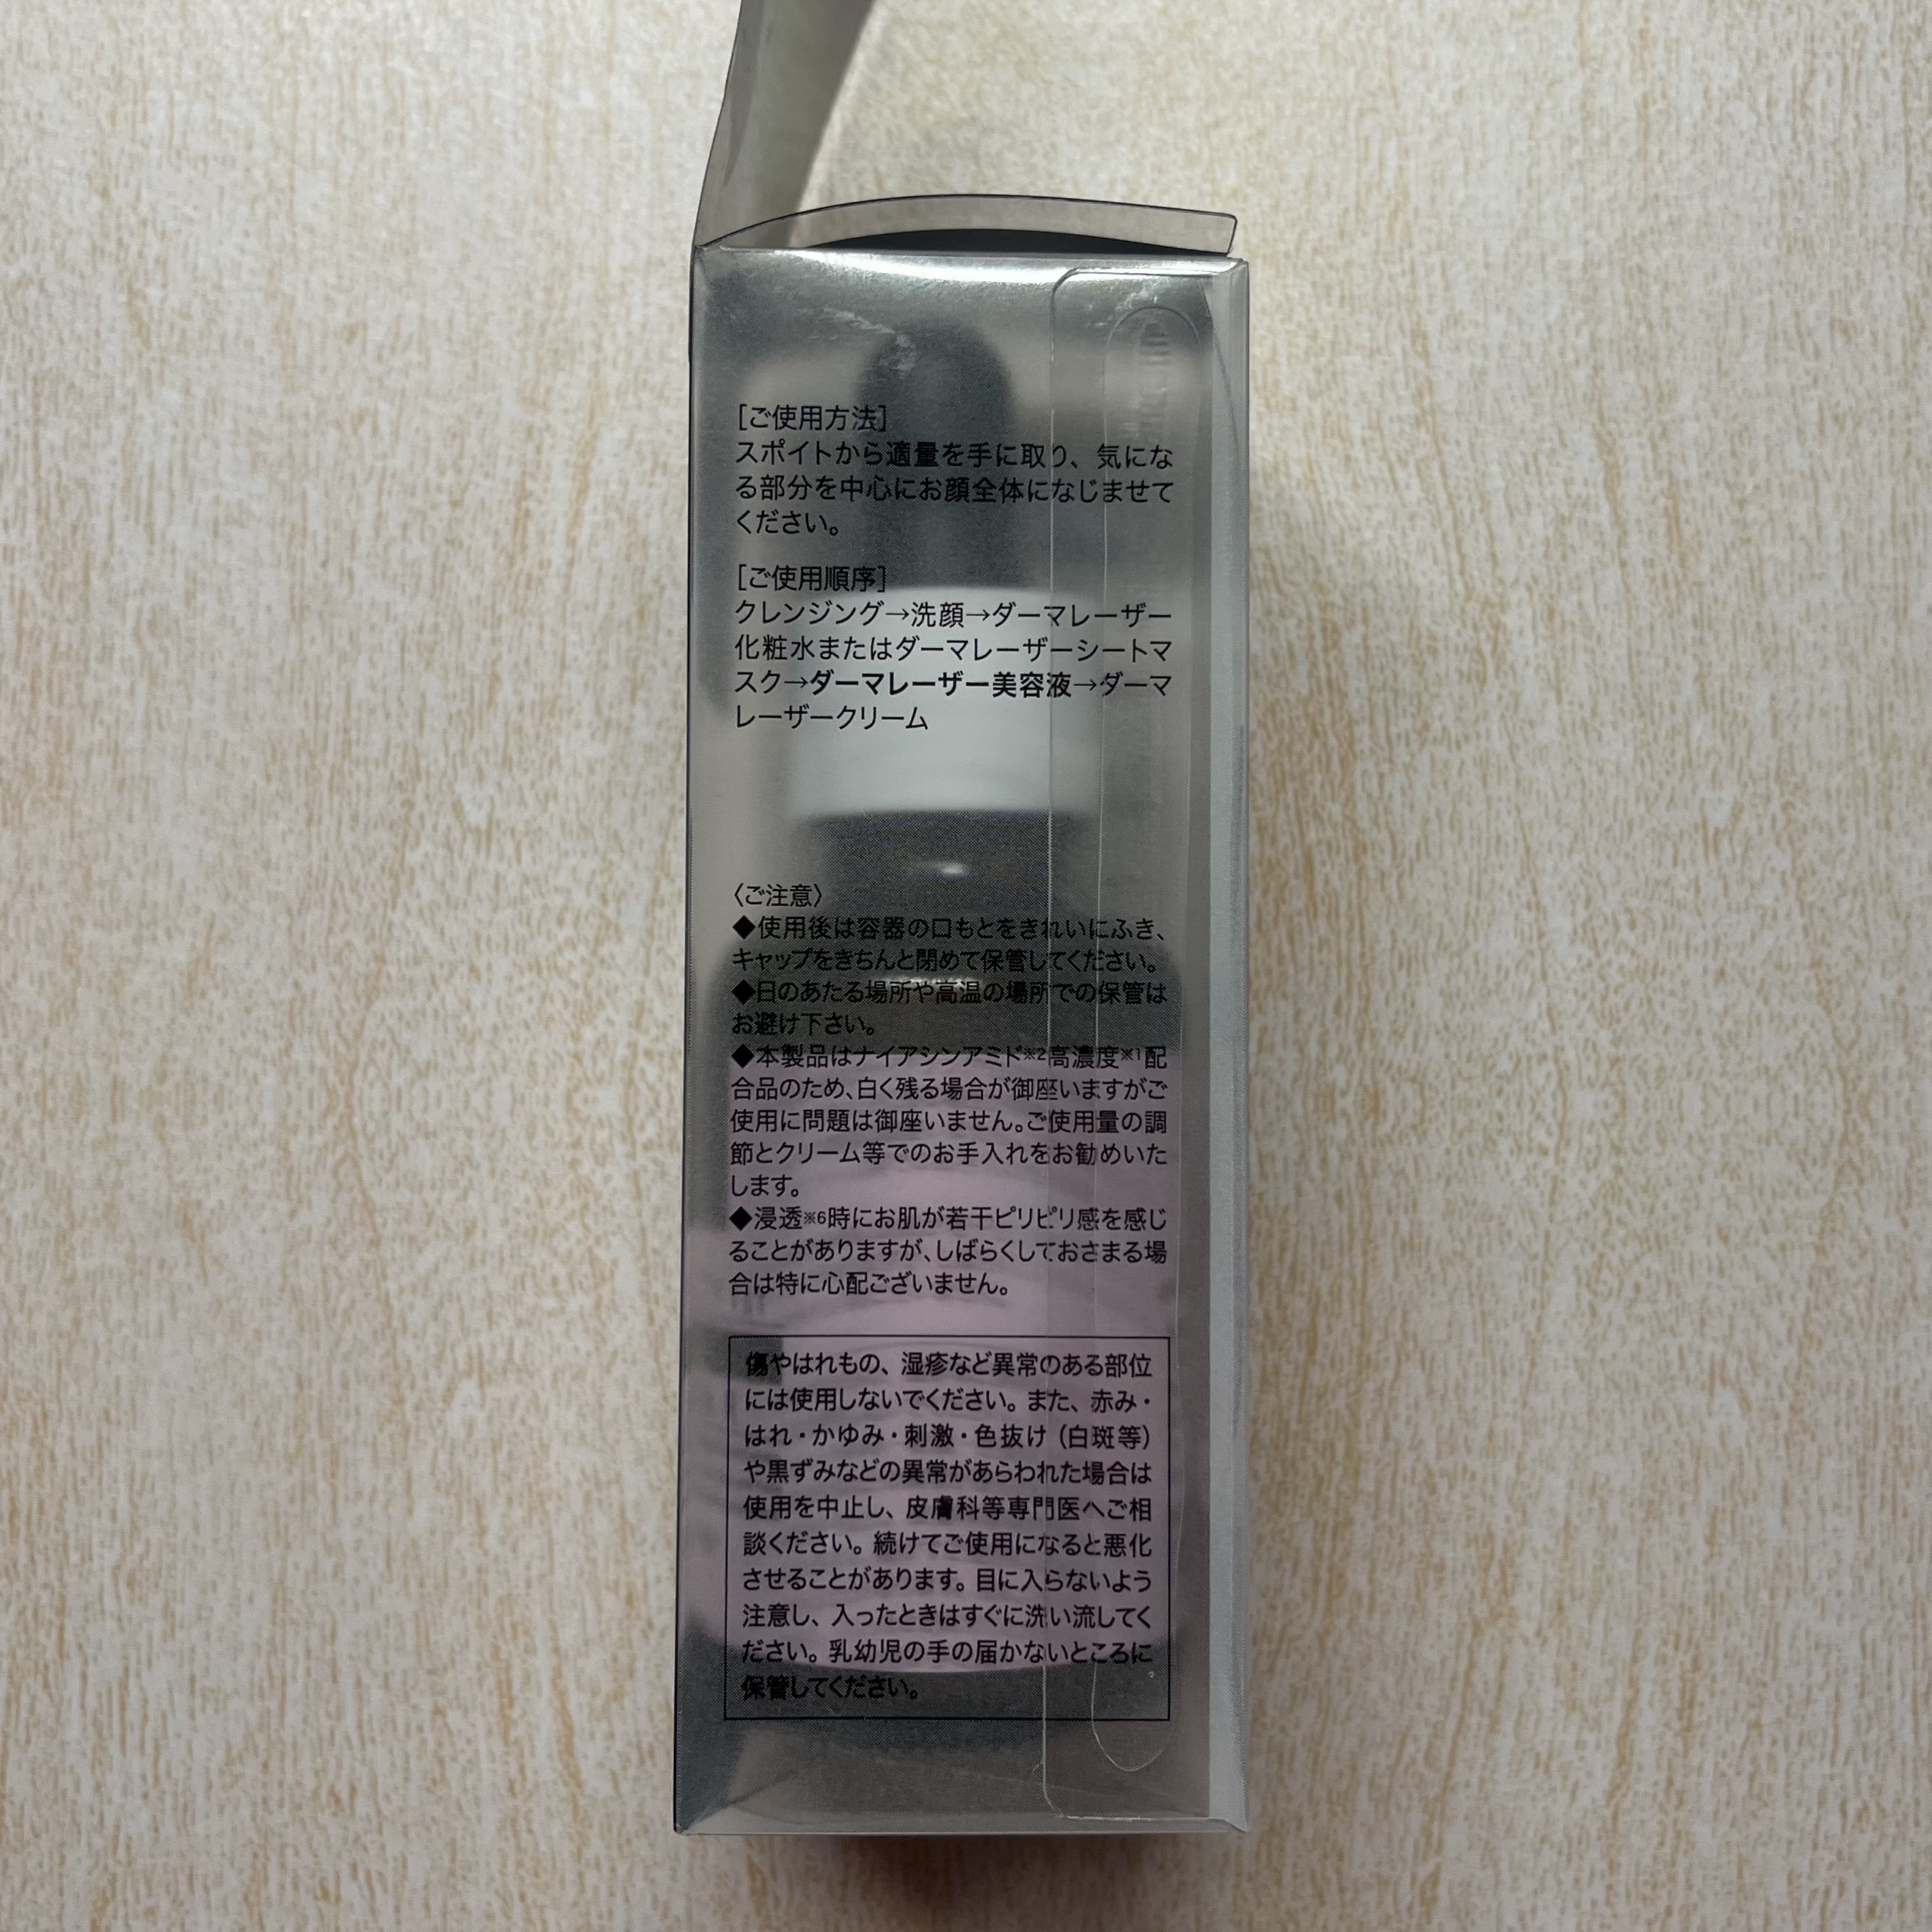 [ご使用方法]
スポイトから適量を手に取り、気にな
る部分を中心にお顔全体になじませて
ください。
[ご使用順序]
クレンジング→洗顔→ダーマレーザー
化粧水またはダーマレーザーシートマ
スク→ダーマレーザー美容液→ダーマ
レーザークリーム
〈ご注意〉
◆使用後は容器の口もとをきれいにふき、
キャップをきちんと閉めて保管してください。
◆日のあたる場所や高温の場所での保管は
お避け下さい。
◆本製品はナイアシンアミド※2高濃度※1配
合品のため、白く残る場合が御座いますがご
使用に問題は御座いません。ご使用量の調
節とクリーム等でのお手入れをお勧めいた
します。
◆浸透※6時にお肌が若干ピリピリ感を感じ
ることがありますが、しばらくしておさまる場
合は特に心配ございません。
傷やはれもの、湿疹など異常のある部位
には使用しないでください。また、赤み・
はれ・かゆみ・刺激・色抜け（白斑等）
や黒ずみなどの異常があらわれた場合は
使用を中止し、皮膚科等専門医へご相
談ください。続けてご使用になると悪化
させることがあります。目に入らないよう
注意し、入ったときはすぐに洗い流してく
ださい。乳幼児の手の届かないところに
保管してください。